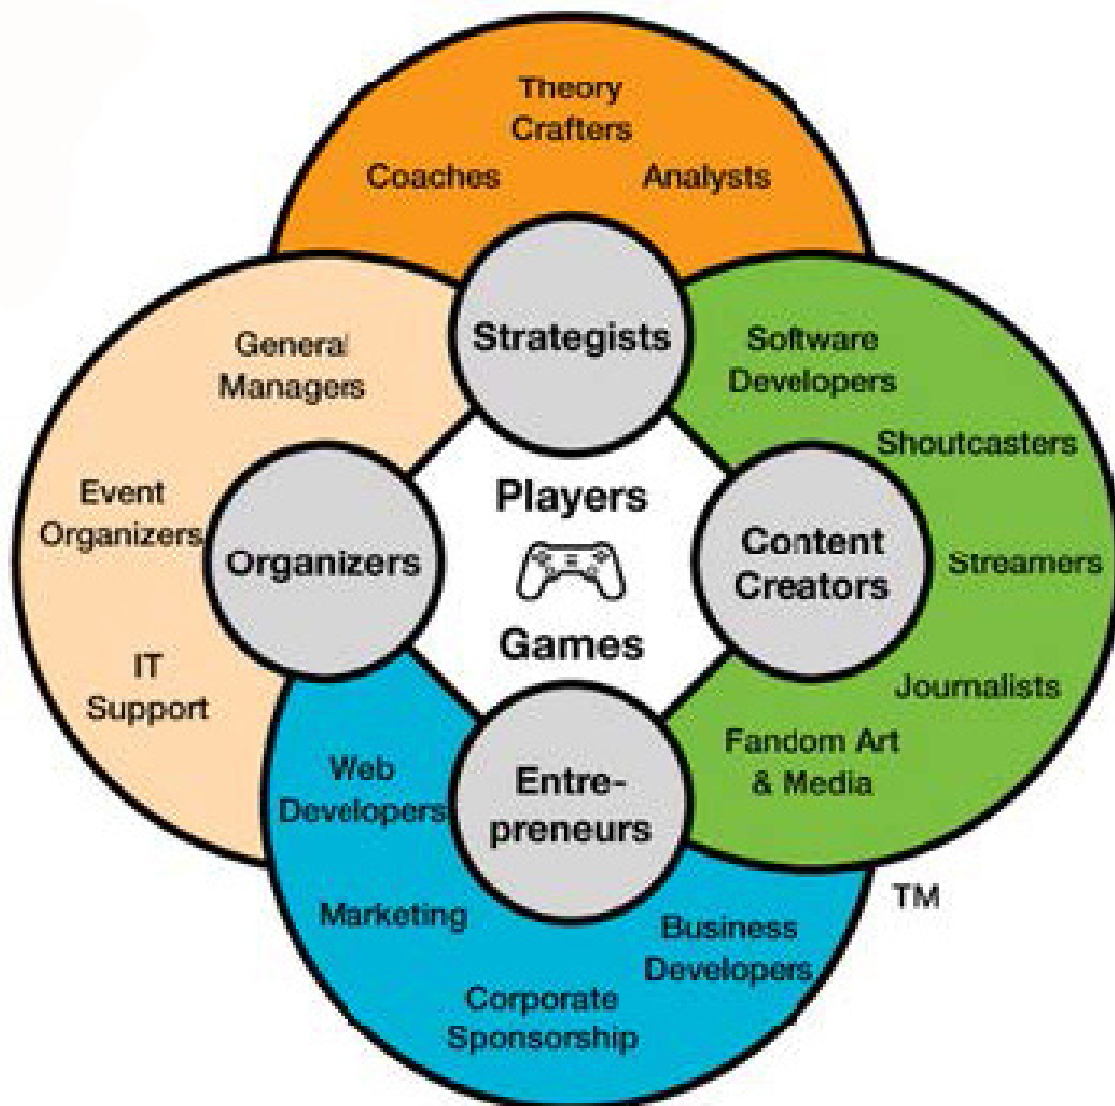 Theory
Crafters
Coaches
Analysts
Strategists
General
Managers
Software
Developers
Shoutcasters
Event
Organizers
Organizers
Players
Games
Content
Creators
Streamers
IT
Support
Journalists
Fandom Art
& Media
Web
Developers
Entre-
preneurs
Marketing
Business
Developers
Corporate
Sponsorship
TM